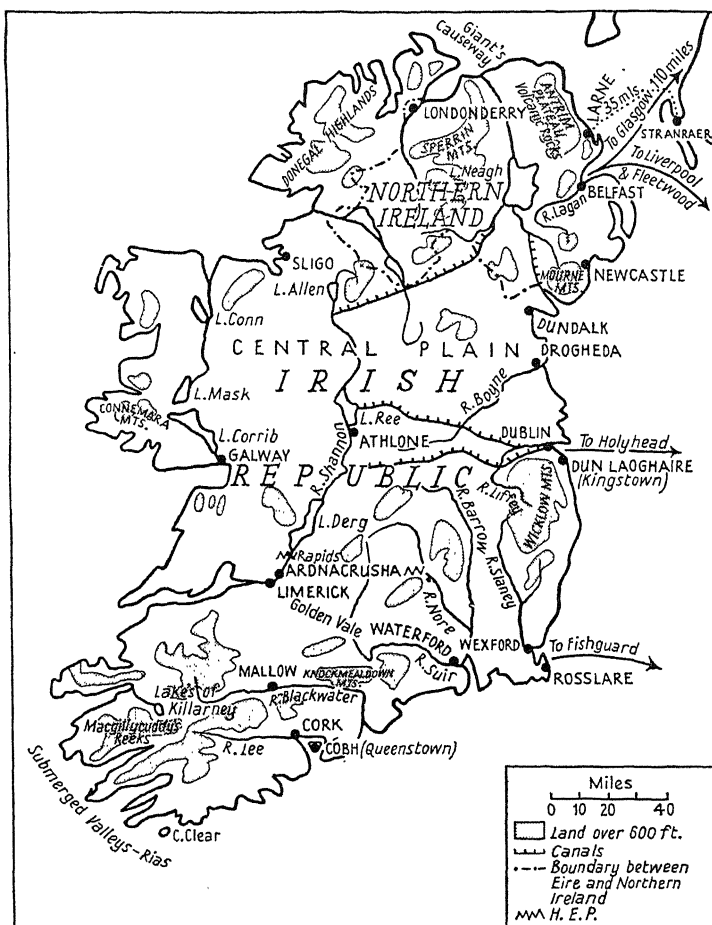 Giant's
Causeway
DONEGAL HIGHLANDS
LONDONDERRY
SPERRIN
MTS.
ANTRIM
PLATEAU
Volcanic Rocks
LARNE
35 mls.
To Glasgow 110 miles
STRANRAER
L.Neagh
NORTHERN
IRELAND
To Liverpool
& Fleetwood
BELFAST
R.Lagan
SLIGO
L.Allen
MOURNE
MTS.
NEWCASTLE
L.Conn
DUNDALK
CENTRAL PLAIN
DROGHEDA
IRISH
L.Mask
R.Boyne
CONNEMARA
MTS.
L.Ree
L.Corrib
ATHLONE
DUBLIN
To Holyhead
GALWAY
R.Shannon
DUN LAOGHAIRE
(Kingstown)
REPUBLIC
R.Liffey
WICKLOW MTS.
R.Barrow
L.Derg
Rapids
ARDNACRUSHA
R.Slaney
LIMERICK
R.Nore
Golden Vale
WATERFORD
WEXFORD
To Fishguard
R.Suir
ROSSLARE
MALLOW
KNOCKMEALDOWN
MTS.
Lakes of
Killarney
R.Blackwater
Macgillycuddy's
Reeks
CORK
R.Lee
COBH (Queenstown)
Submerged Valleys-Rias
C.Clear
Miles
0 10 20 40
Land over 600 ft.
Canals
Boundary between
Eire and Northern
Ireland
H.E.P.